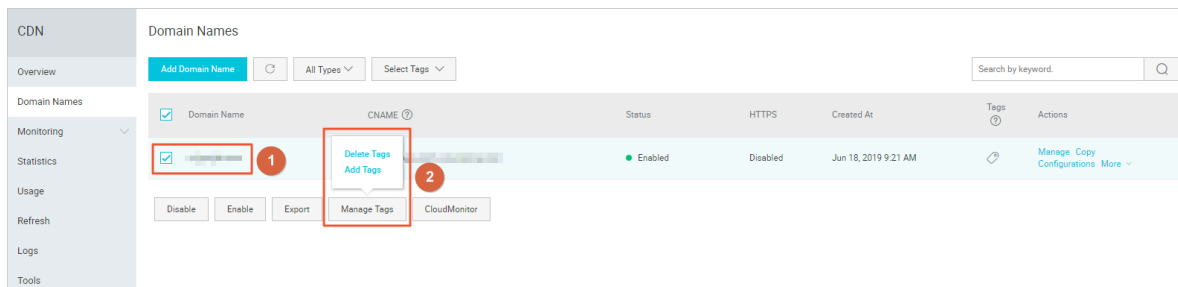 CDN
Domain Names
Overview
Domain Names
Monitoring
Statistics
Usage
Refresh
Logs
Tools
Add Domain Name All Types Select Tags Search by keyword.
Domain Name CNAME ? Status HTTPS Created At Tags ? Actions
1 Delete Tags Enabled Disabled Jun 18, 2019 9:21 AM Manage Copy
Add Tags 2 Configurations More
Disable Enable Export Manage Tags CloudMonitor